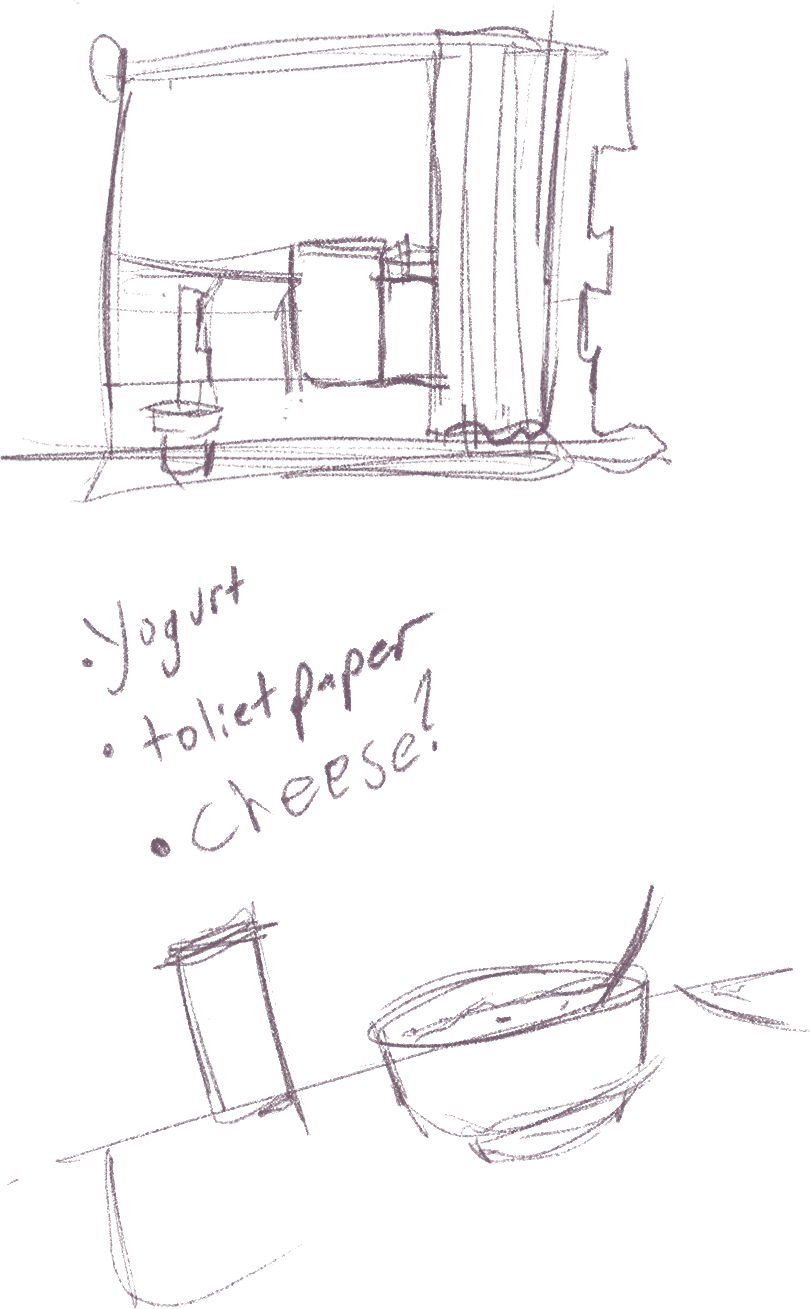 • yogurt
• toliet paper
• cheese?